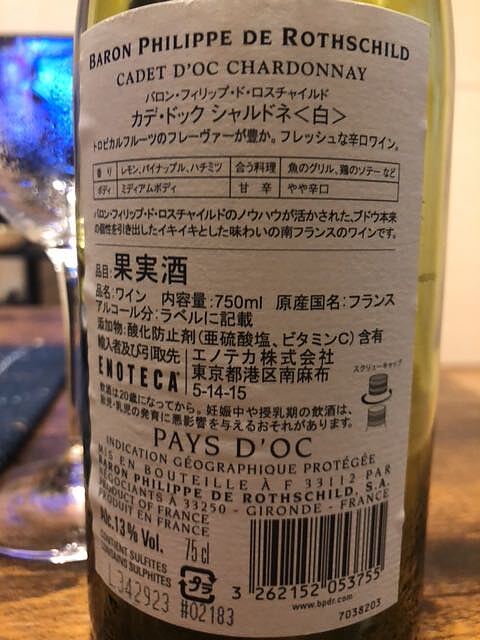 BARON PHILIPPE DE ROTHSCHILD
CADET D'OC CHARDONNAY
バロン・フィリップ・ド・ロスチャイルド
カデ・ドック シャルドネ<白>
トロピカルフルーツのフレーヴァーが豊か。フレッシュな辛口ワイン。
香り レモン、パイナップル、ハチミツ 合う料理 魚のグリル、鶏のソテーなど
ボディ ミディアムボディ 甘辛 やや辛口
バロン・フィリップ・ド・ロスチャイルドのノウハウが活かされた、ブドウ本来
の個性を引き出したイキイキとした味わいの南フランスのワインです。
品目:果実酒
品名:ワイン 内容量:750ml 原産国名:フランス
アルコール分:ラベルに記載
添加物:酸化防止剤(亜硫酸塩、ビタミンC)含有
輸入者及び引取先 エノテカ株式会社
ENOTECA 東京都港区南麻布
5-14-15
スクリューキャップ
飲酒は20歳になってから。妊娠中や授乳期の飲酒は、
胎児・乳児の発育に悪影響を与えるおそれがあります。
PAYS D'OC
INDICATION GÉOGRAPHIQUE PROTÉGÉE
MIS EN BOUTEILLE À F 33112 PAR
BARON PHILIPPE DE ROTHSCHILD, S.A.
NÉGOCIANTS À 33250 - GIRONDE - FRANCE
PRODUCT OF FRANCE
PRODUIT EN FRANCE
Alc.13% Vol. 75 cl
CONTIENT SULFITES
CONTAINS SULPHITES
L-342923 #02183
プラ
3 262152 053755
www.bpdr.com
7038203